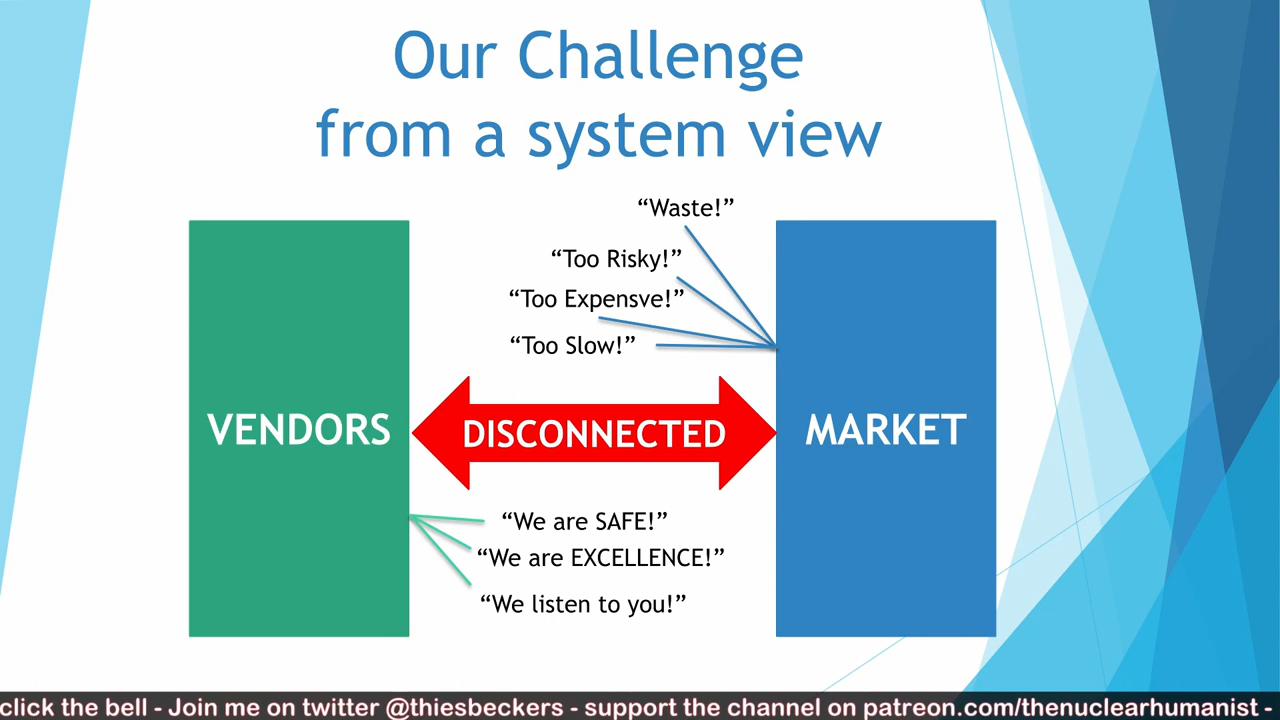 Our Challenge
from a system view
“Waste!”
“Too Risky!”
“Too Expensve!”
“Too Slow!”
VENDORS
DISCONNECTED
MARKET
“We are SAFE!”
“We are EXCELLENCE!”
“We listen to you!”
click the bell - Join me on twitter @thiesbeckers - support the channel on patreon.com/thenuclearhumanist -